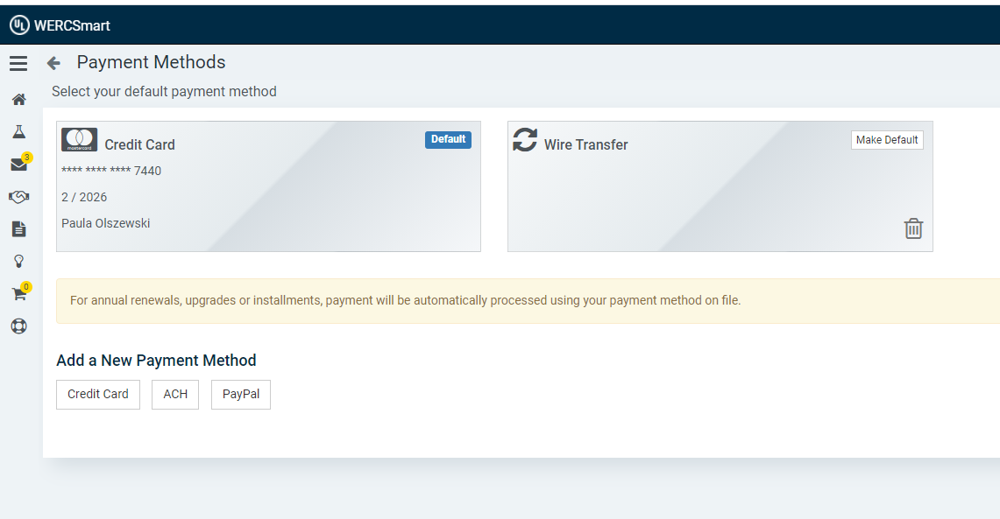 UL WERCSmart
Payment Methods
Select your default payment method
mastercard
Credit Card
Default
**** **** **** 7440
2 / 2026
Paula Olszewski
Wire Transfer
Make Default
3
0
For annual renewals, upgrades or installments, payment will be automatically processed using your payment method on file.
Add a New Payment Method
Credit Card
ACH
PayPal